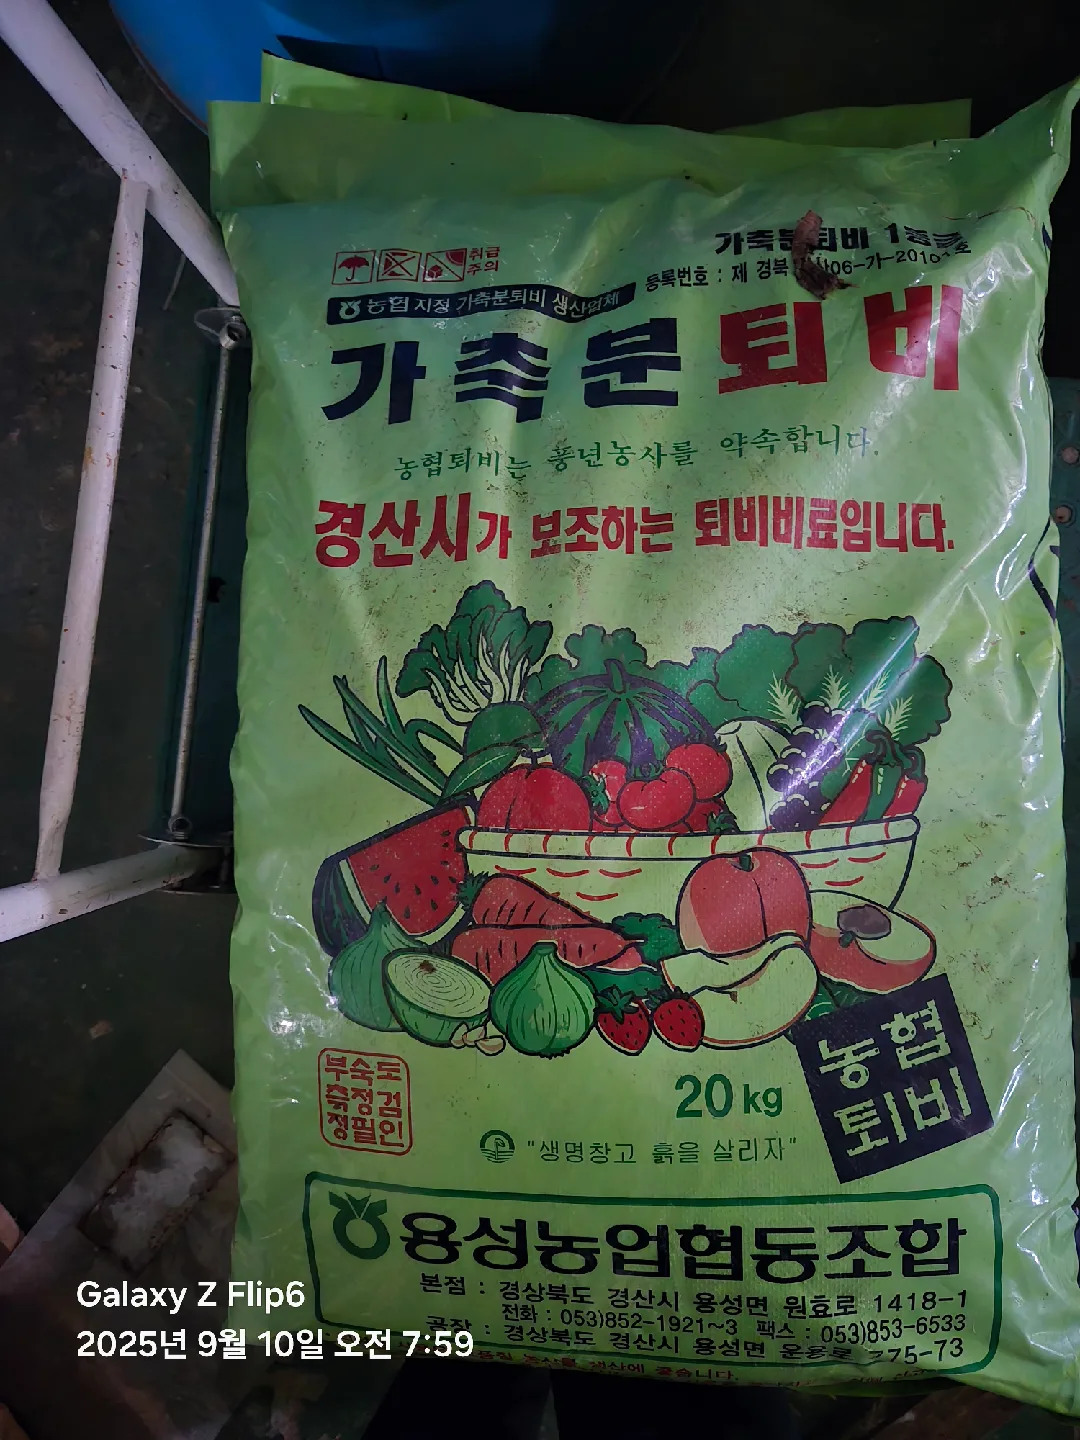 취급
주의
가축분퇴비 1종
등록번호 : 제 경북
농협 지정 가축분퇴비 생산업체
가축분퇴비
농협퇴비는 풍년농사를 약속합니다.
경산시가 보조하는 퇴비비료입니다.
부숙도
측정검
정필인
20kg
농협
퇴비
"생명창고 흙을 살리자"
용성농업협동조합
본점 : 경상북도 경산시 용성면 원효로 1418-1
전화 : 053)852-1921~3 팩스 : 053)853-6533
공장 : 경상북도 경산시 용성면 운용로 775-73
Galaxy Z Flip6
2025년 9월 10일 오전 7:59